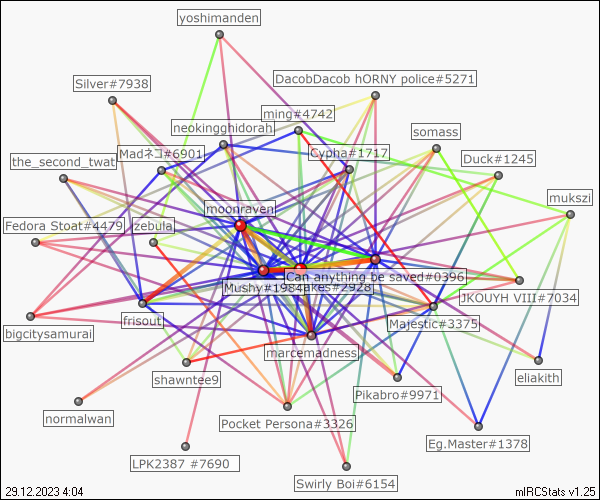 yoshimanden
DacobDacob hORNY police#5271
Silver#7938
ming#4742
neokingghidorah
somass
Madネコ#6901
Cypha#1717
Duck#1245
the_second_twat
mukszi
moonraven
Fedora Stoat#4479
zebula
Can anything be saved#0396
Mushy#1984
akes#2928
JKOUYH VIII#7034
frisout
Majestic#3375
bigcitysamurai
marcemadness
shawntee9
eliakith
Pikabro#9971
normalwan
Pocket Persona#3326
Eg.Master#1378
LPK2387 #7690
Swirly Boi#6154
29.12.2023 4:04
mIRCStats v1.25